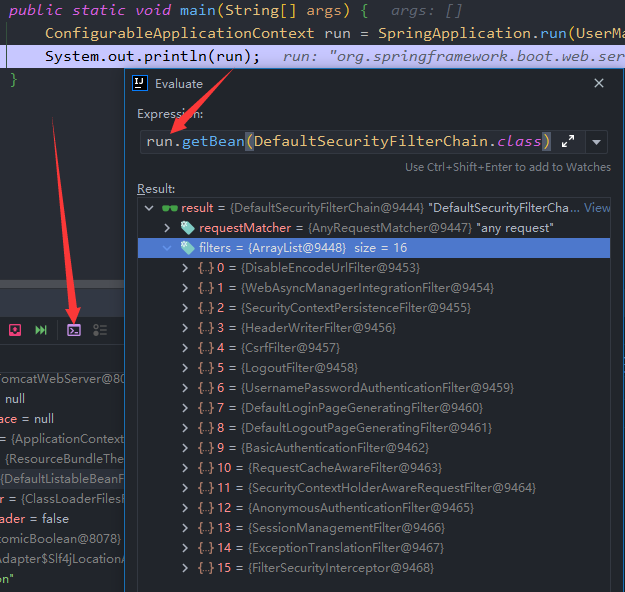 public static void main(String[] args) {  args: []
ConfigurableApplicationContext run = SpringApplication.run(UserMa
System.out.println(run);  run: "org.springframework.boot.web.ser
}
Evaluate
Expression:
run.getBean(DefaultSecurityFilterChain.class)
Use Ctrl+Shift+Enter to add to Watches
Result:
result = {DefaultSecurityFilterChain@9444} "DefaultSecurityFilterCha... View
requestMatcher = {AnyRequestMatcher@9447} "any request"
filters = {ArrayList@9448}  size = 16
0 = {DisableEncodeUrlFilter@9453}
1 = {WebAsyncManagerIntegrationFilter@9454}
2 = {SecurityContextPersistenceFilter@9455}
3 = {HeaderWriterFilter@9456}
4 = {CsrfFilter@9457}
5 = {LogoutFilter@9458}
6 = {UsernamePasswordAuthenticationFilter@9459}
7 = {DefaultLoginPageGeneratingFilter@9460}
8 = {DefaultLogoutPageGeneratingFilter@9461}
9 = {BasicAuthenticationFilter@9462}
10 = {RequestCacheAwareFilter@9463}
11 = {SecurityContextHolderAwareRequestFilter@9464}
12 = {AnonymousAuthenticationFilter@9465}
13 = {SessionManagementFilter@9466}
14 = {ExceptionTranslationFilter@9467}
15 = {FilterSecurityInterceptor@9468}
TomcatWebServer@80
null
ace = null
= {ApplicationContext
{ResourceBundleThe
{DefaultListableBeanF
r = {ClassLoaderFilesR
ader = false
tomicBoolean@8078}
Adapter$Slf4jLocationA
on"